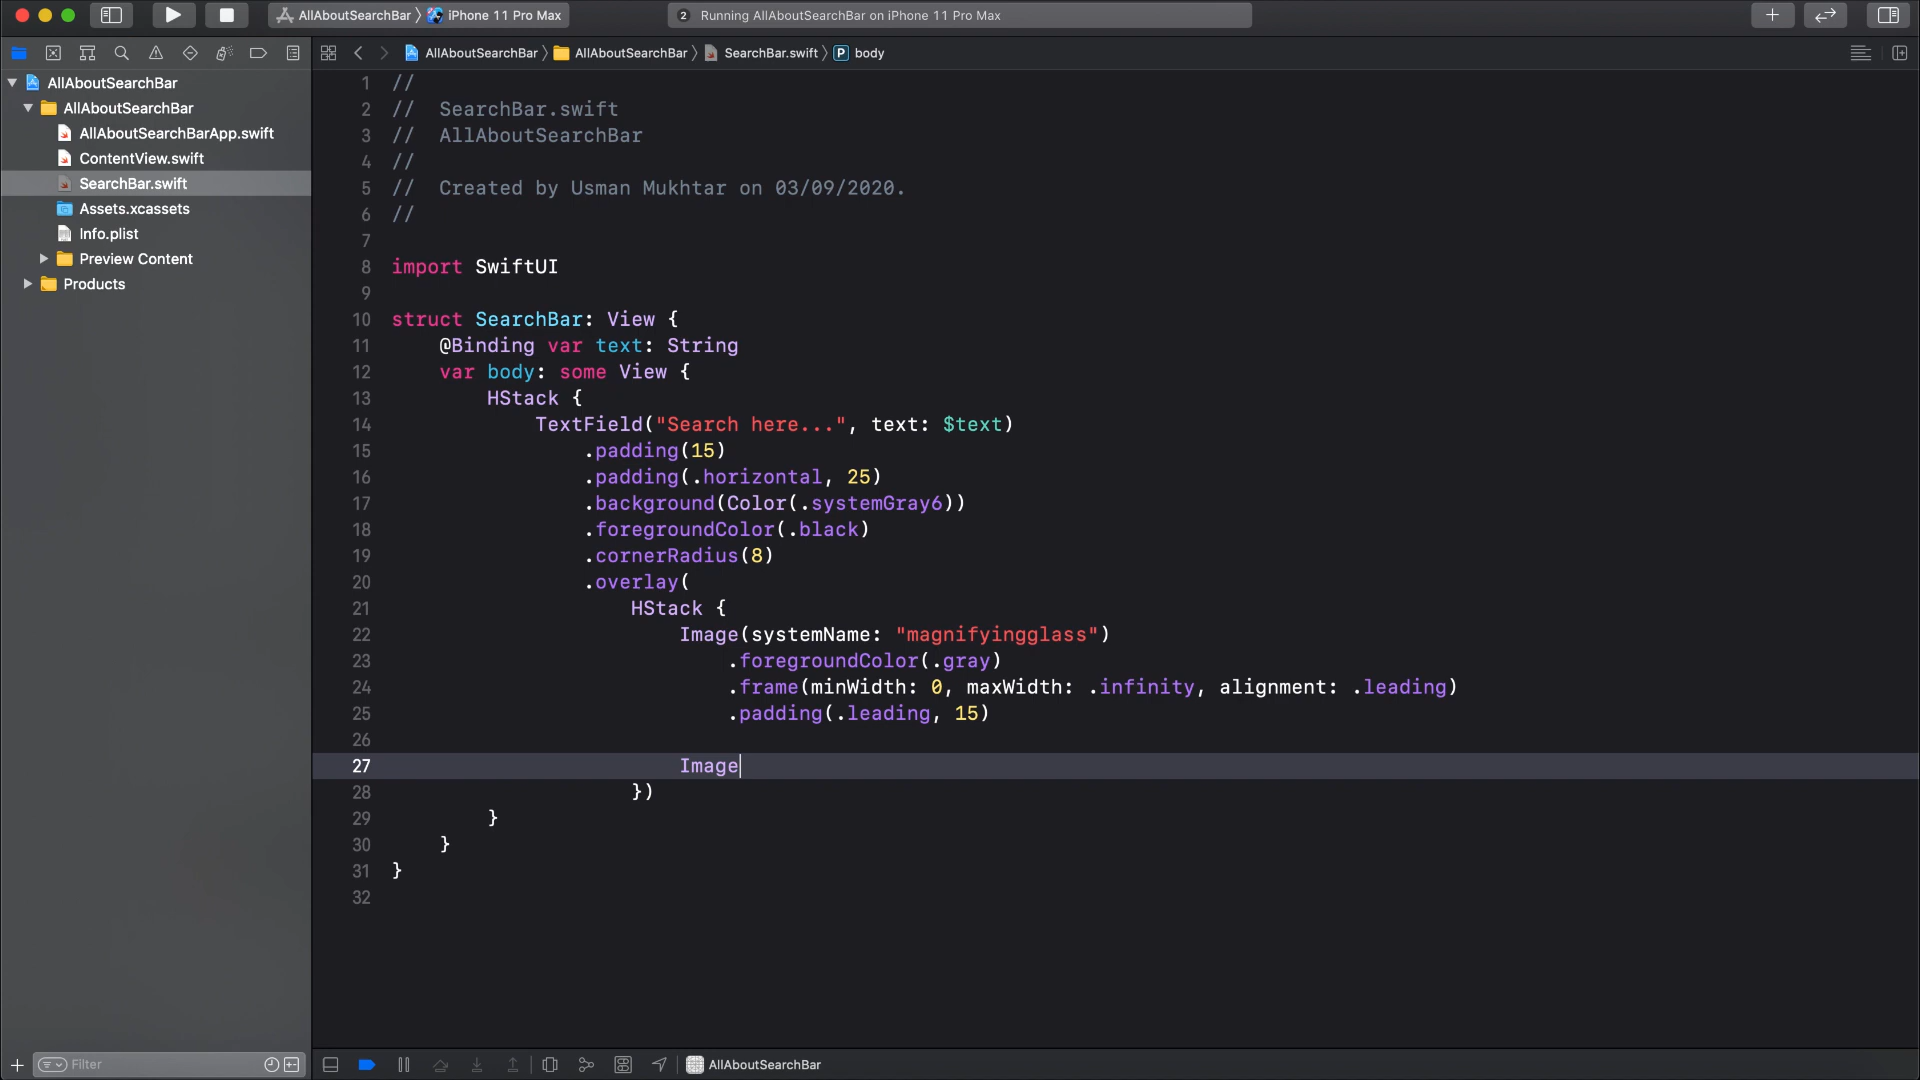 AllAboutSearchBar 〉 iPhone 11 Pro Max
2 Running AllAboutSearchBar on iPhone 11 Pro Max
AllAboutSearchBar 〉 AllAboutSearchBar 〉 SearchBar.swift 〉 P body
AllAboutSearchBar
AllAboutSearchBar
AllAboutSearchBarApp.swift
ContentView.swift
SearchBar.swift
Assets.xcassets
Info.plist
Preview Content
Products
1 //
2 //  SearchBar.swift
3 //  AllAboutSearchBar
4 //
5 //  Created by Usman Mukhtar on 03/09/2020.
6 //
7
8 import SwiftUI
9
10 struct SearchBar: View {
11     @Binding var text: String
12     var body: some View {
13         HStack {
14             TextField("Search here...", text: $text)
15                 .padding(15)
16                 .padding(.horizontal, 25)
17                 .background(Color(.systemGray6))
18                 .foregroundColor(.black)
19                 .cornerRadius(8)
20                 .overlay(
21                     HStack {
22                         Image(systemName: "magnifyingglass")
23                             .foregroundColor(.gray)
24                             .frame(minWidth: 0, maxWidth: .infinity, alignment: .leading)
25                             .padding(.leading, 15)
26
27                         Image
28                     })
29         }
30     }
31 }
32
Filter
AllAboutSearchBar